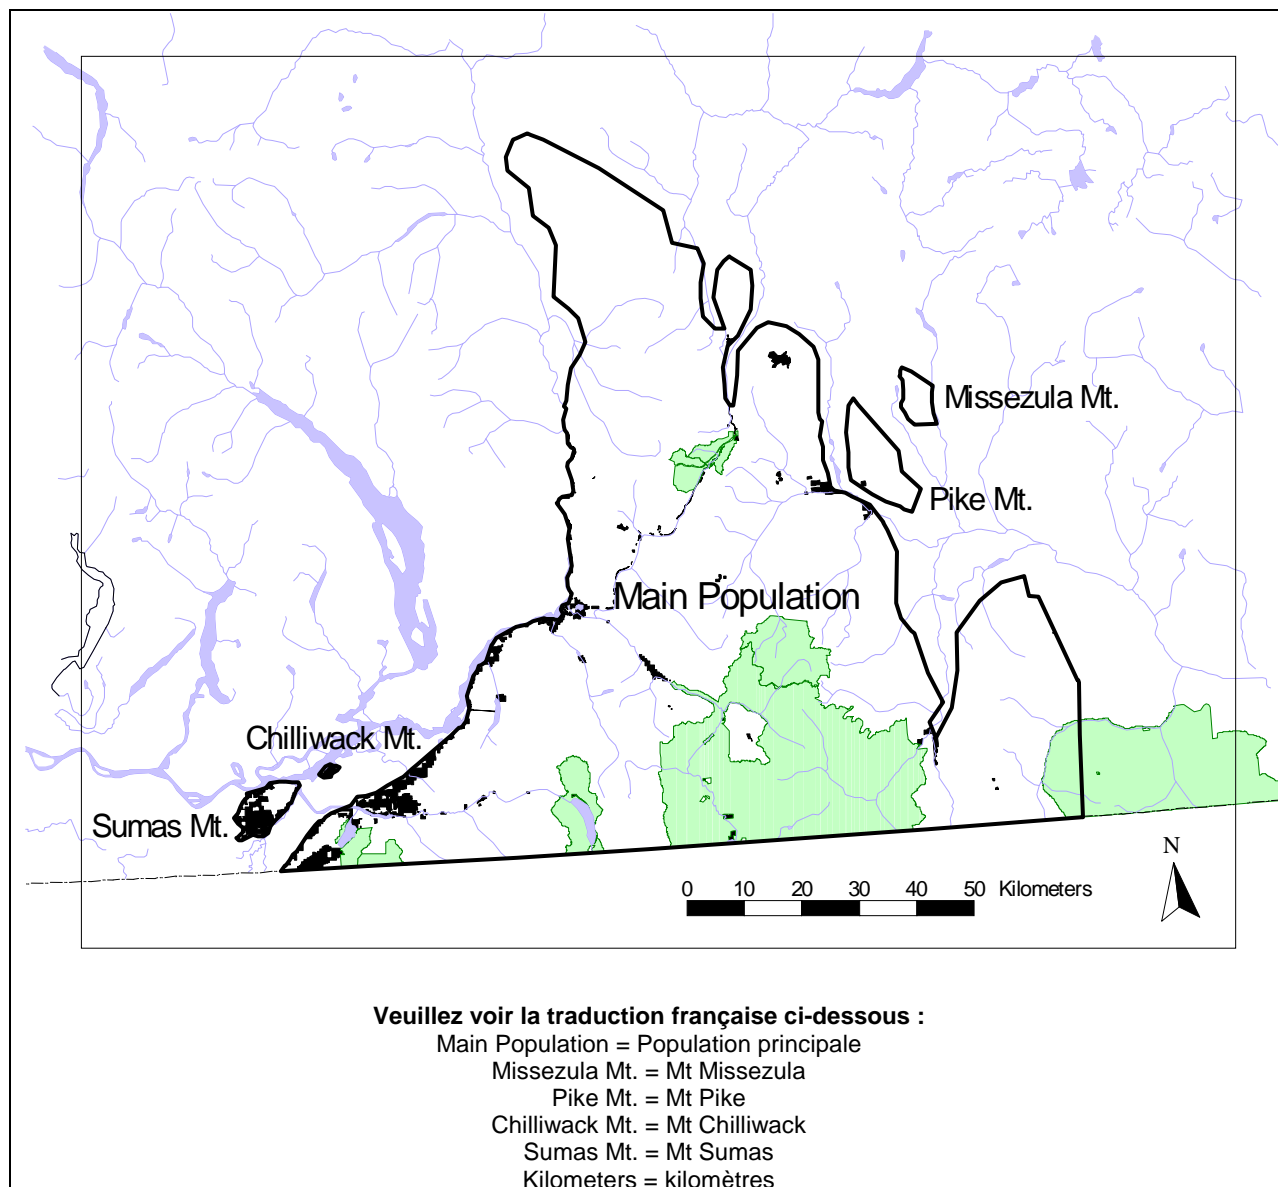 Missezula Mt.
Pike Mt.
Main Population
Chilliwack Mt.
Sumas Mt.
N
0 10 20 30 40 50 Kilometers
Veuillez voir la traduction française ci-dessous :
Main Population = Population principale
Missezula Mt. = Mt Missezula
Pike Mt. = Mt Pike
Chilliwack Mt. = Mt Chilliwack
Sumas Mt. = Mt Sumas
Kilometers = kilomètres